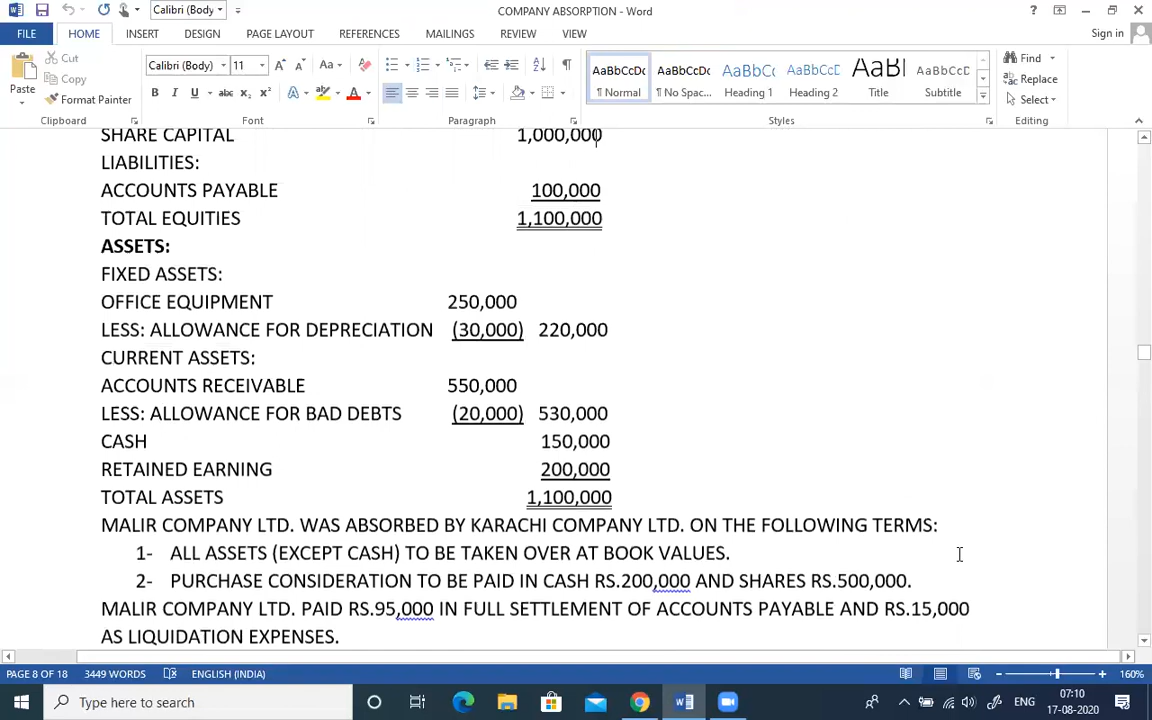 COMPANY ABSORPTION - Word
Calibri (Body
FILE HOME INSERT DESIGN PAGE LAYOUT REFERENCES MAILINGS REVIEW VIEW Sign in
Paste
Cut
Copy
Format Painter
Clipboard
Calibri (Body) 11
Font
Paragraph
AaBbCcDc AaBbCcDc AaBbCc AaBbCcD AaBl AaBbCcD
¶ Normal ¶ No Spac... Heading 1 Heading 2 Title Subtitle
Styles
Find
Replace
Select
Editing
SHARE CAPITAL 1,000,000
LIABILITIES:
ACCOUNTS PAYABLE 100,000
TOTAL EQUITIES 1,100,000
ASSETS:
FIXED ASSETS:
OFFICE EQUIPMENT 250,000
LESS: ALLOWANCE FOR DEPRECIATION (30,000) 220,000
CURRENT ASSETS:
ACCOUNTS RECEIVABLE 550,000
LESS: ALLOWANCE FOR BAD DEBTS (20,000) 530,000
CASH 150,000
RETAINED EARNING 200,000
TOTAL ASSETS 1,100,000
MALIR COMPANY LTD. WAS ABSORBED BY KARACHI COMPANY LTD. ON THE FOLLOWING TERMS:
1- ALL ASSETS (EXCEPT CASH) TO BE TAKEN OVER AT BOOK VALUES.
2- PURCHASE CONSIDERATION TO BE PAID IN CASH RS.200,000 AND SHARES RS.500,000.
MALIR COMPANY LTD. PAID RS.95,000 IN FULL SETTLEMENT OF ACCOUNTS PAYABLE AND RS.15,000
AS LIQUIDATION EXPENSES.
PAGE 8 OF 18 3449 WORDS ENGLISH (INDIA) 160%
Type here to search
ENG
07:10
17-08-2020